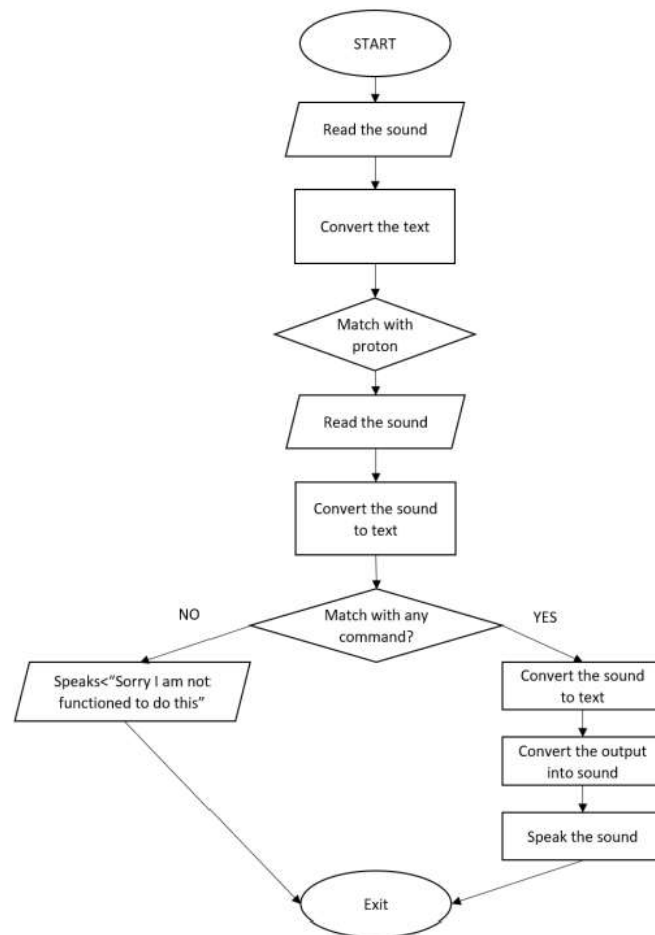 START
Read the sound
Convert the text
Match with
proton
Read the sound
Convert the sound
to text
Match with any
command?
NO
YES
Speaks<“Sorry I am not
functioned to do this”
Convert the sound
to text
Convert the output
into sound
Speak the sound
Exit